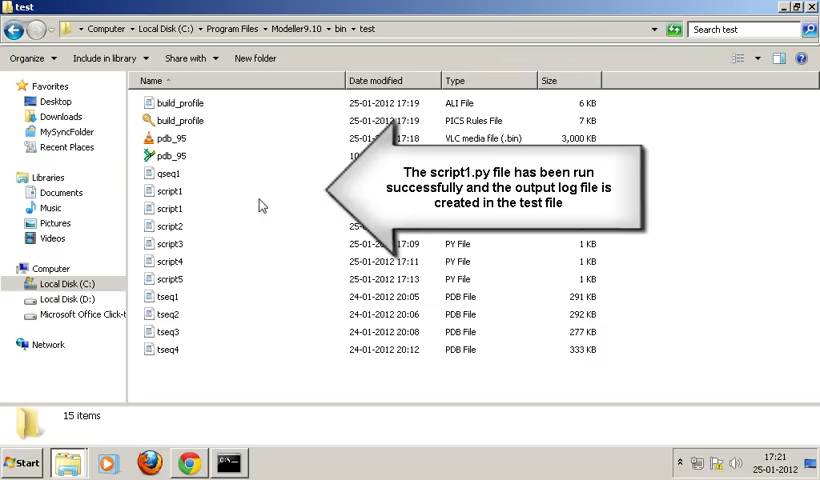 test
Computer ▸ Local Disk (C:) ▸ Program Files ▸ Modeller9.10 ▸ bin ▸ test
Search test
Organize Include in library Share with New folder
Name Date modified Type Size
Favorites
Desktop
Downloads
MySyncFolder
Recent Places
Libraries
Documents
Music
Pictures
Videos
Computer
Local Disk (C:)
Local Disk (D:)
Microsoft Office Click-t
Network
build_profile 25-01-2012 17:19 ALI File 6 KB
build_profile 25-01-2012 17:19 PICS Rules File 7 KB
pdb_95 25-01-2012 17:18 VLC media file (.bin) 3,000 KB
pdb_95
qseq1
script1
script1
script2
script3 25-01-2012 17:09 PY File 1 KB
script4 25-01-2012 17:11 PY File 1 KB
script5 25-01-2012 17:13 PY File 1 KB
tseq1 24-01-2012 20:05 PDB File 291 KB
tseq2 24-01-2012 20:06 PDB File 292 KB
tseq3 24-01-2012 20:08 PDB File 277 KB
tseq4 24-01-2012 20:12 PDB File 333 KB
The script1.py file has been run
successfully and the output log file is
created in the test file
15 items
Start
17:21
25-01-2012